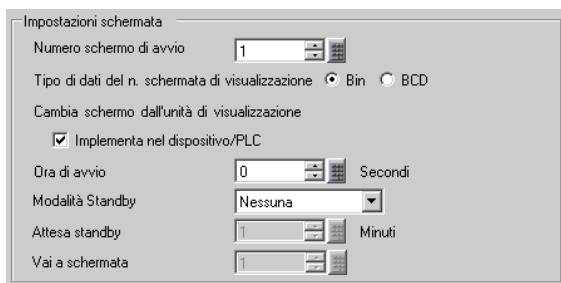 Impostazioni schermata
Numero schermo di avvio 1
Tipo di dati del n. schermata di visualizzazione Bin BCD
Cambia schermo dall'unità di visualizzazione
Implementa nel dispositivo/PLC
Ora di avvio 0 Secondi
Modalità Standby Nessuna
Attesa standby 1 Minuti
Vai a schermata 1